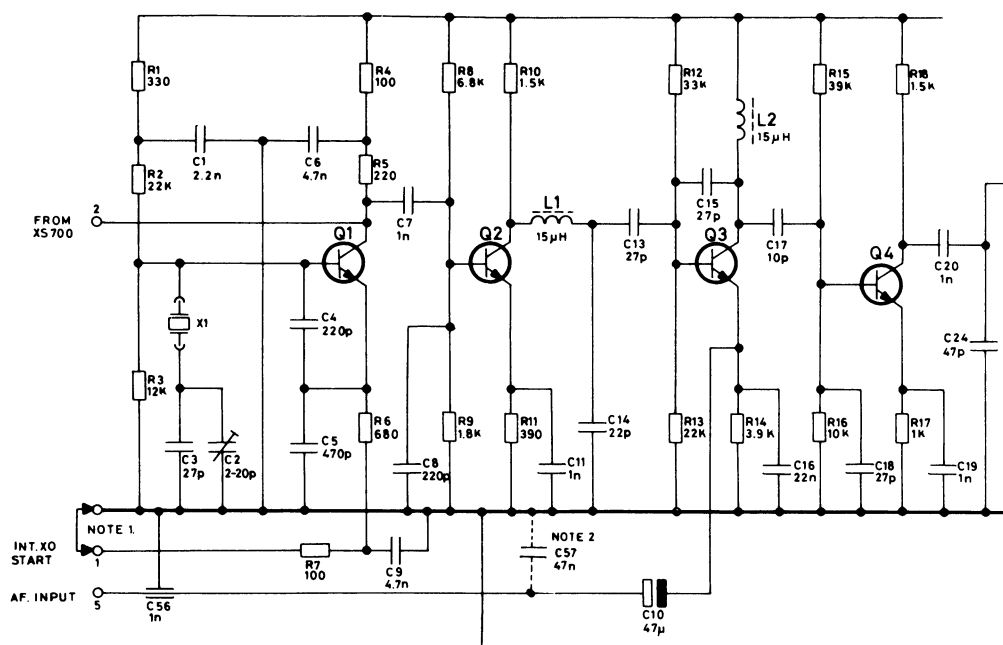 R1
330
R4
100
R8
6.8K
R10
1.5K
R12
33K
R15
39K
R18
1.5K
L2
15µH
R2
22K
C1
2.2n
C6
4.7n
R5
220
C7
1n
L1
15µH
C15
27p
FROM
XS700
2
Q1
Q2
C13
27p
Q3
C17
10p
Q4
C20
1n
X1
C4
220p
C24
47p
R3
12K
C3
27p
C2
2-20p
C5
470p
R6
680
C8
220p
R9
1.8K
R11
390
C11
1n
C14
22p
R13
22K
R14
3.9K
C16
22n
R16
10K
C18
27p
R17
1K
C19
1n
NOTE 1.
INT.XO
START
1
R7
100
C9
4.7n
NOTE 2
C57
47n
AF. INPUT
5
C56
1n
C10
47µ